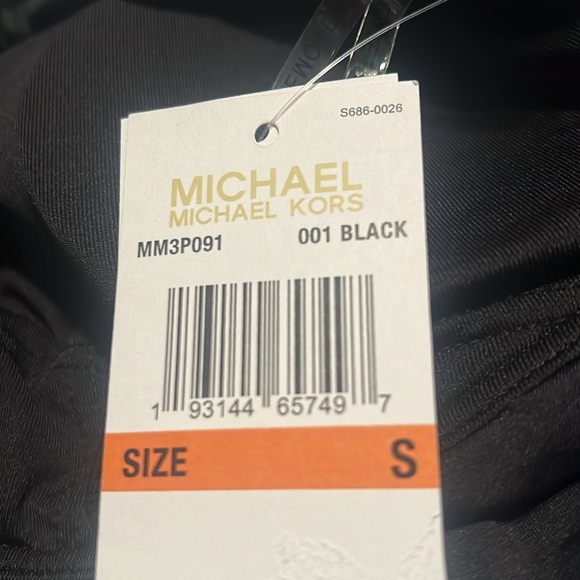 S686-0026
MICHAEL
MICHAEL KORS
MM3P091 001 BLACK
1 93144 65749 7
SIZE S